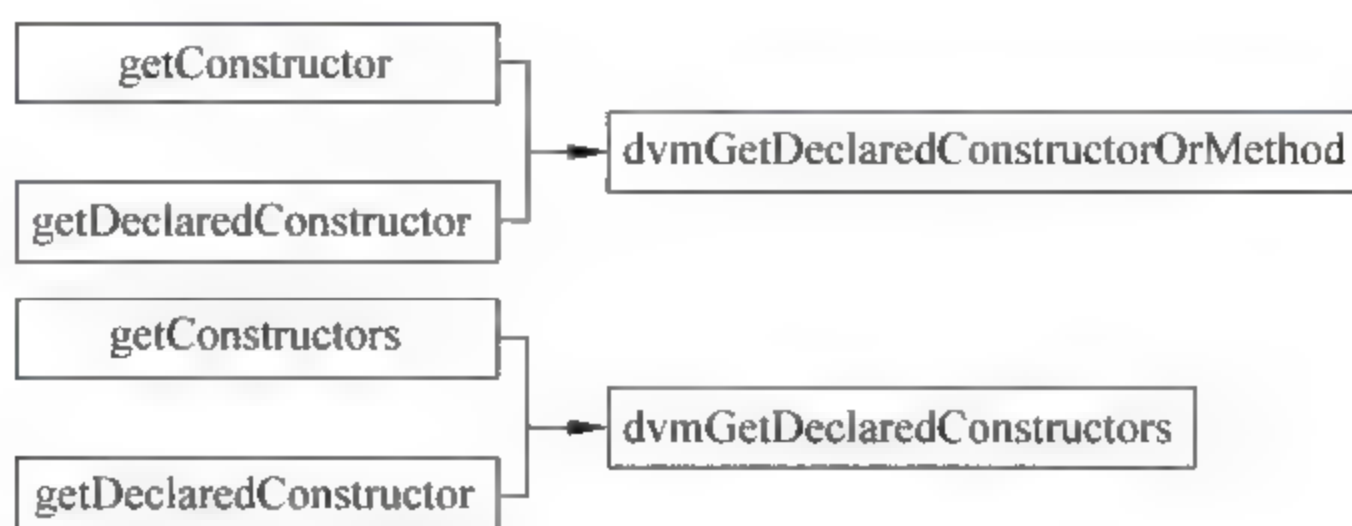 getConstructor
dvmGetDeclaredConstructorOrMethod
getDeclaredConstructor
getConstructors
dvmGetDeclaredConstructors
getDeclaredConstructor